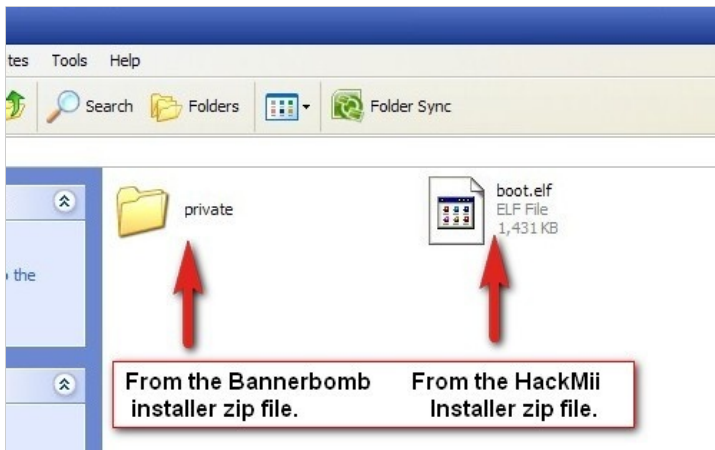 tes Tools Help
Search Folders Folder Sync
private
boot.elf
ELF File
1,431 KB
the
From the Bannerbomb
installer zip file.
From the HackMii
Installer zip file.